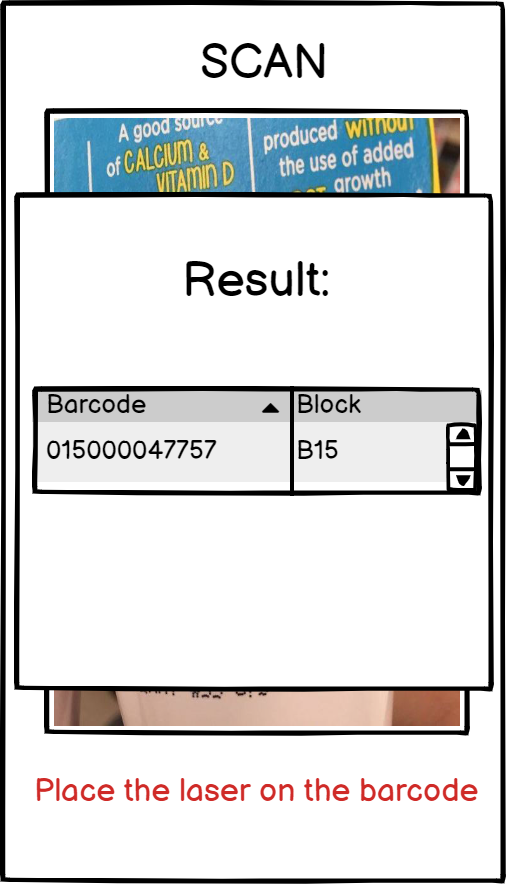 SCAN
A good source
of CALCIUM &
VITAMIN D
produced without
the use of added
growth
Result:
Barcode Block
015000047757 B15
Place the laser on the barcode